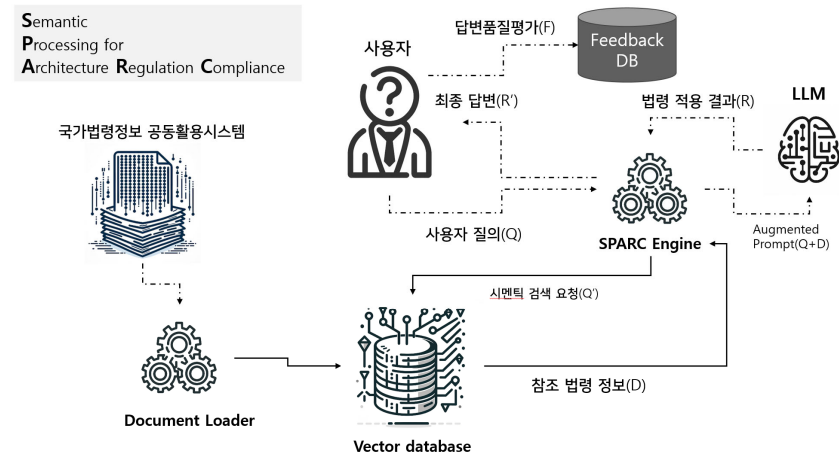 Semantic
Processing for
Architecture Regulation Compliance
국가법령정보 공동활용시스템
사용자
답변품질평가(F)
Feedback
DB
최종 답변(R')
법령 적용 결과(R)
LLM
사용자 질의(Q)
SPARC Engine
Augmented
Prompt(Q+D)
시멘틱 검색 요청(Q')
참조 법령 정보(D)
Document Loader
Vector database